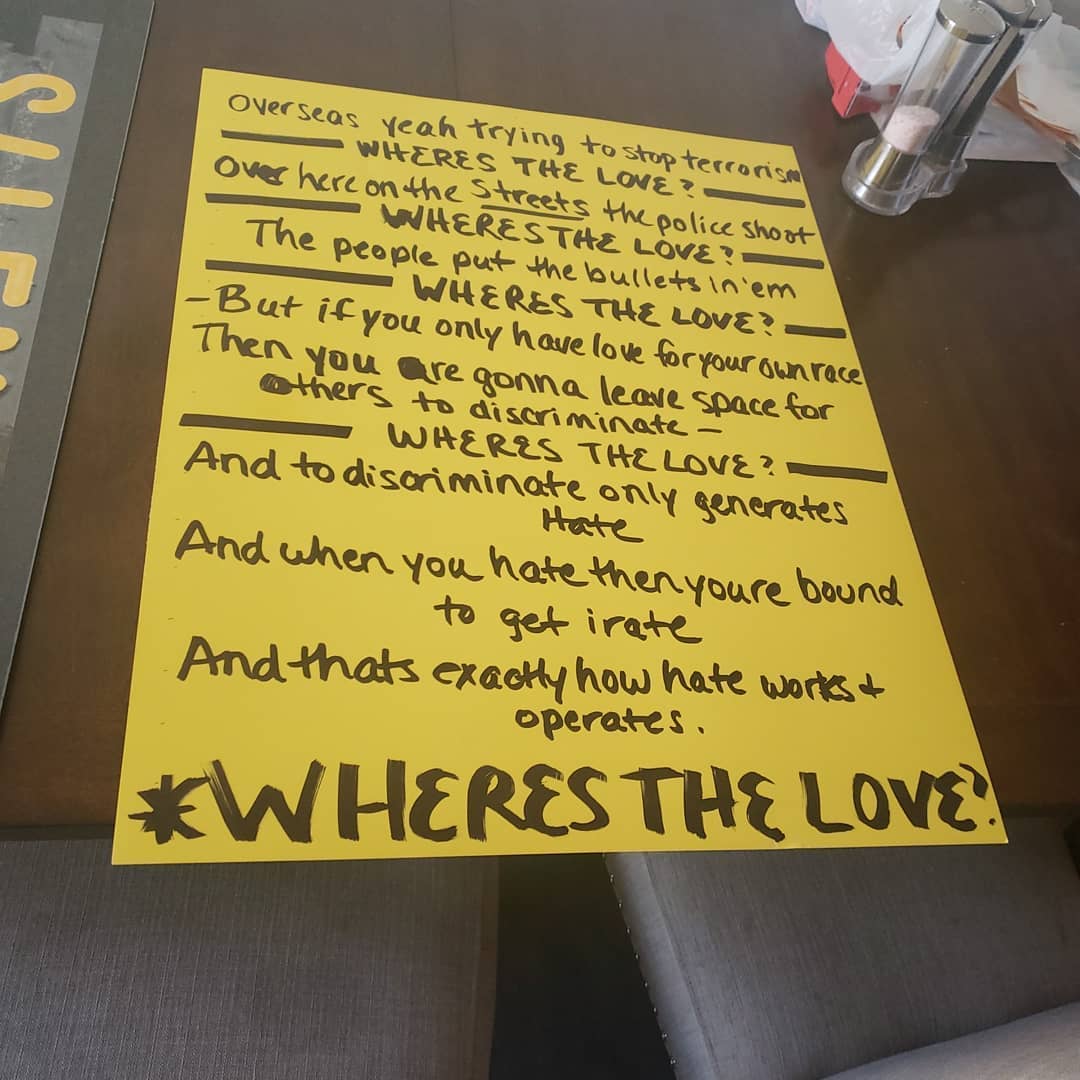 Overseas yeah trying to stop terrorism
WHERES THE LOVE?
Over here on the Streets the police shoot
WHERES THE LOVE?
The people put the bullets in 'em
WHERES THE LOVE?
- But if you only have love for your own race
Then you are gonna leave space for
others to discriminate -
WHERES THE LOVE?
And to discriminate only generates
Hate
And when you hate then youre bound
to get irate
And thats exactly how hate works +
operates.
*WHERES THE LOVE?